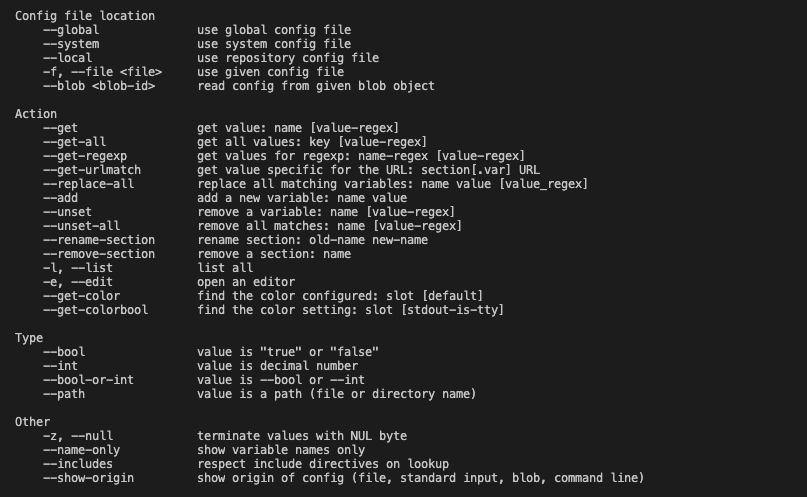 Config file location
    --global              use global config file
    --system              use system config file
    --local               use repository config file
    -f, --file <file>     use given config file
    --blob <blob-id>      read config from given blob object

Action
    --get                 get value: name [value-regex]
    --get-all             get all values: key [value-regex]
    --get-regexp          get values for regexp: name-regex [value-regex]
    --get-urlmatch        get value specific for the URL: section[.var] URL
    --replace-all         replace all matching variables: name value [value_regex]
    --add                 add a new variable: name value
    --unset               remove a variable: name [value-regex]
    --unset-all           remove all matches: name [value-regex]
    --rename-section      rename section: old-name new-name
    --remove-section      remove a section: name
    -l, --list            list all
    -e, --edit            open an editor
    --get-color           find the color configured: slot [default]
    --get-colorbool       find the color setting: slot [stdout-is-tty]

Type
    --bool                value is "true" or "false"
    --int                 value is decimal number
    --bool-or-int         value is --bool or --int
    --path                value is a path (file or directory name)

Other
    -z, --null            terminate values with NUL byte
    --name-only           show variable names only
    --includes            respect include directives on lookup
    --show-origin         show origin of config (file, standard input, blob, command line)